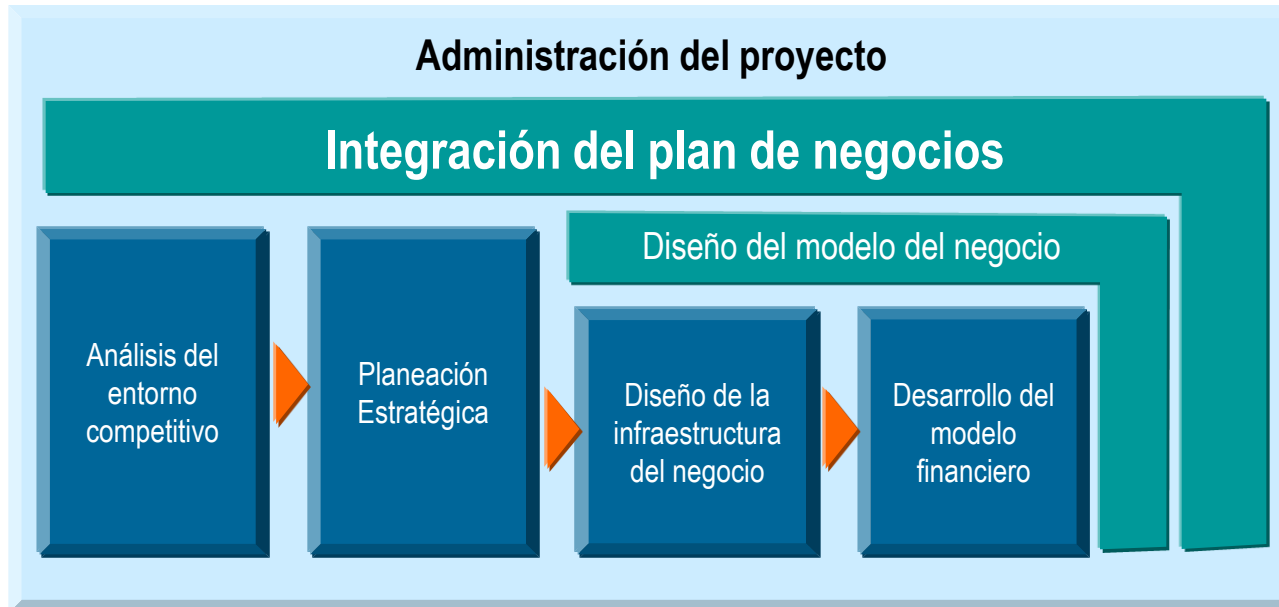 Administración del proyecto
Integración del plan de negocios
Diseño del modelo del negocio
Análisis del
entorno
competitivo
Planeación
Estratégica
Diseño de la
infraestructura
del negocio
Desarrollo del
modelo
financiero